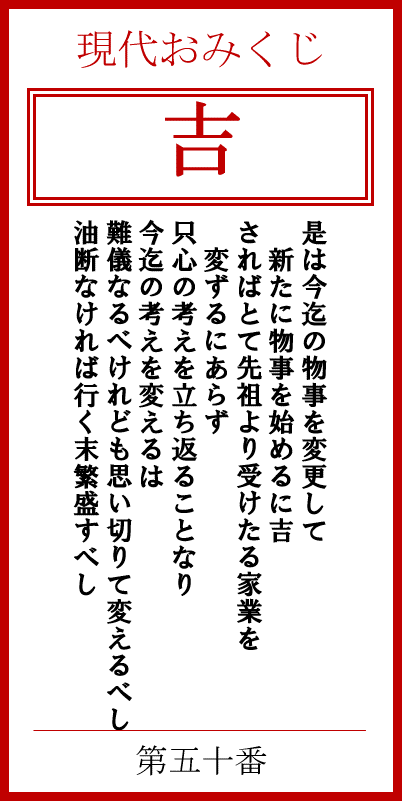 現代おみくじ
吉
是は今迄の物事を変更して
新たに物事を始めるに吉
さればとて先祖より受けたる家業を
変ずるにあらず
只心の考えを立ち返ることなり
今迄の考えを変えるは
難儀なるべけれども思い切りて変えるべし
油断なければ行く末繁盛すべし
第五十番